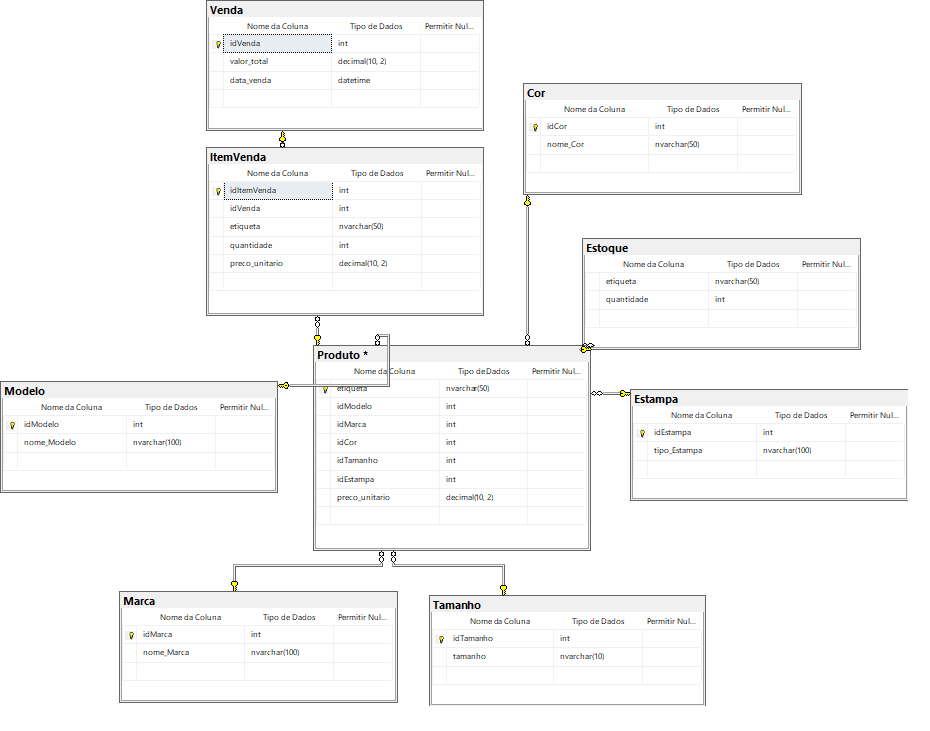 Venda
Nome da Coluna Tipo de Dados Permitir Nul...
idVenda int
valor_total decimal(10, 2)
data_venda datetime
Cor
Nome da Coluna Tipo de Dados Permitir Nul...
idCor int
nome_Cor nvarchar(50)
ItemVenda
Nome da Coluna Tipo de Dados Permitir Nul...
idItemVenda int
idVenda int
etiqueta nvarchar(50)
quantidade int
preco_unitario decimal(10, 2)
Estoque
Nome da Coluna Tipo de Dados Permitir Nul...
etiqueta nvarchar(50)
quantidade int
Produto *
Nome da Coluna Tipo de Dados Permitir Nul...
etiqueta nvarchar(50)
idModelo int
idMarca int
idCor int
idTamanho int
idEstampa int
preco_unitario decimal(10, 2)
Modelo
Nome da Coluna Tipo de Dados Permitir Nul...
idModelo int
nome_Modelo nvarchar(100)
Estampa
Nome da Coluna Tipo de Dados Permitir Nul...
idEstampa int
tipo_Estampa nvarchar(100)
Marca
Nome da Coluna Tipo de Dados Permitir Nul...
idMarca int
nome_Marca nvarchar(100)
Tamanho
Nome da Coluna Tipo de Dados Permitir Nul...
idTamanho int
tamanho nvarchar(10)